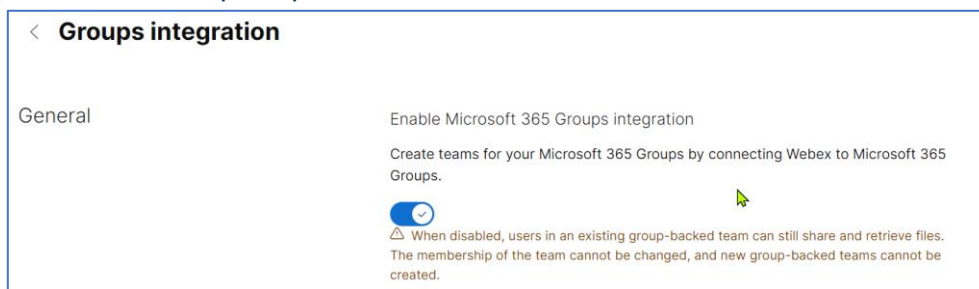 Groups integration
General
Enable Microsoft 365 Groups integration
Create teams for your Microsoft 365 Groups by connecting Webex to Microsoft 365
Groups.
When disabled, users in an existing group-backed team can still share and retrieve files.
The membership of the team cannot be changed, and new group-backed teams cannot be
created.